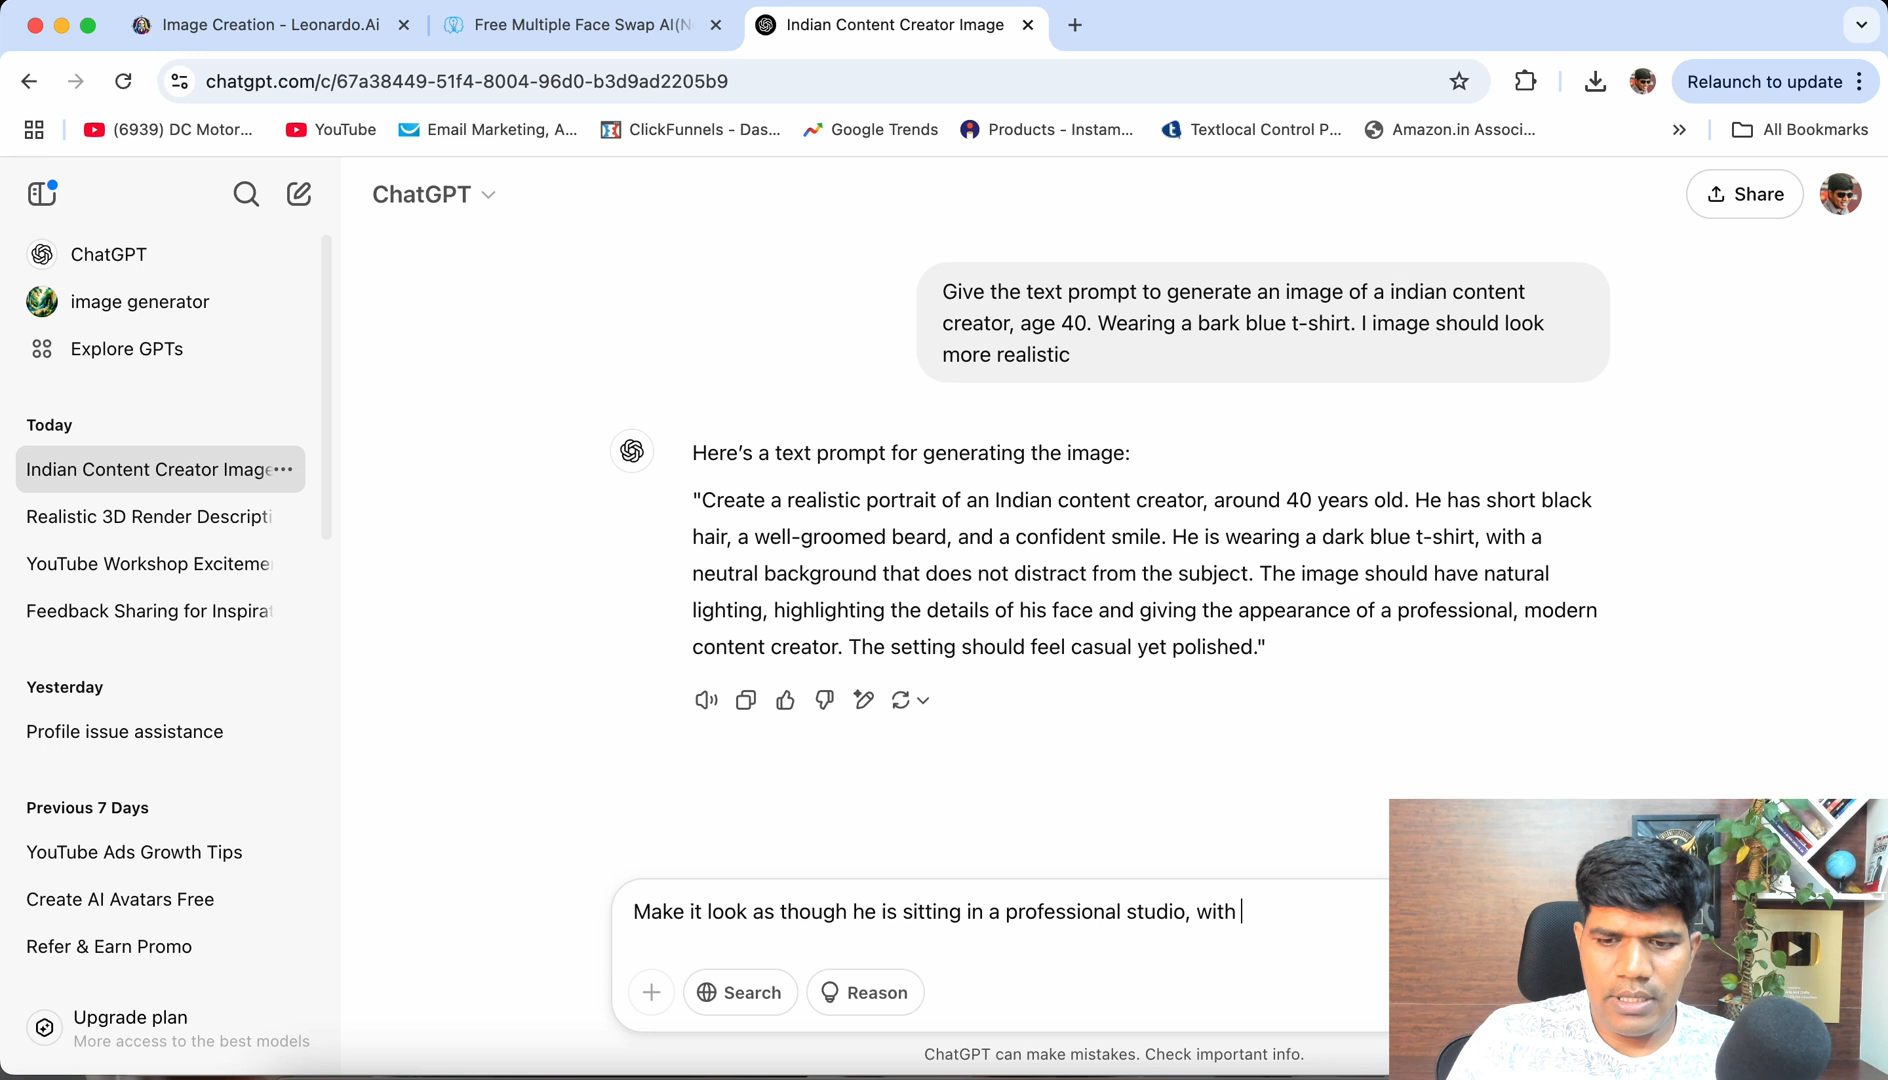 Image Creation - Leonardo.Ai
Free Multiple Face Swap AI(N
Indian Content Creator Image
chatgpt.com/c/67a38449-51f4-8004-96d0-b3d9ad2205b9
Relaunch to update
(6939) DC Motor...
YouTube
Email Marketing, A...
ClickFunnels - Das...
Google Trends
Products - Instam...
Textlocal Control P...
Amazon.in Associ...
All Bookmarks
ChatGPT
image generator
Explore GPTs
Today
Indian Content Creator Image
Realistic 3D Render Descripti
YouTube Workshop Exciteme
Feedback Sharing for Inspirat
Yesterday
Profile issue assistance
Previous 7 Days
YouTube Ads Growth Tips
Create AI Avatars Free
Refer & Earn Promo
Upgrade plan
More access to the best models
ChatGPT
Share
Give the text prompt to generate an image of a indian content
creator, age 40. Wearing a bark blue t-shirt. I image should look
more realistic
Here's a text prompt for generating the image:
"Create a realistic portrait of an Indian content creator, around 40 years old. He has short black
hair, a well-groomed beard, and a confident smile. He is wearing a dark blue t-shirt, with a
neutral background that does not distract from the subject. The image should have natural
lighting, highlighting the details of his face and giving the appearance of a professional, modern
content creator. The setting should feel casual yet polished."
Make it look as though he is sitting in a professional studio, with
Search
Reason
ChatGPT can make mistakes. Check important info.